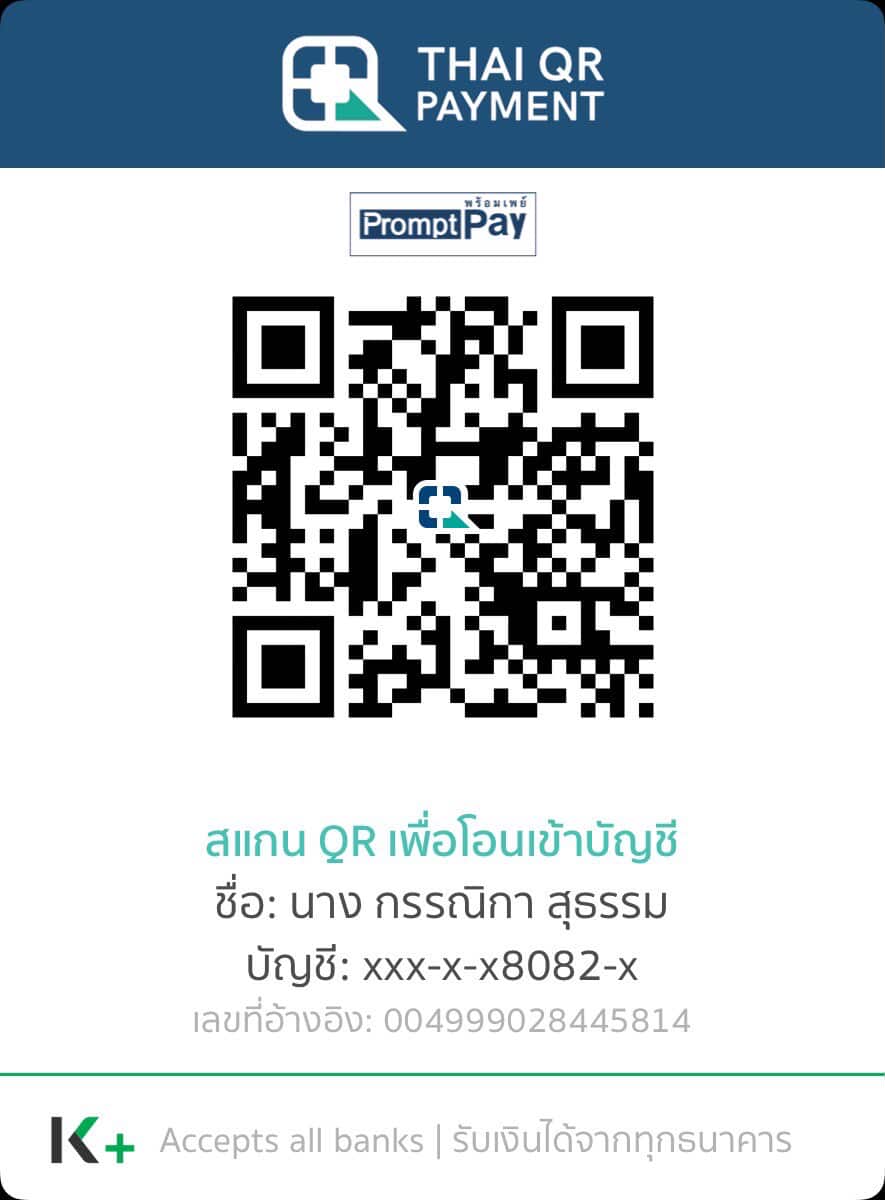 THAI QR
PAYMENT
พร้อมเพย์
PromptPay
สแกน QR เพื่อโอนเข้าบัญชี
ชื่อ: นาง กรรณิกา สุธรรม
บัญชี: xxx-x-x8082-x
เลขที่อ้างอิง: 004999028445814
K+ Accepts all banks | รับเงินได้จากทุกธนาคาร